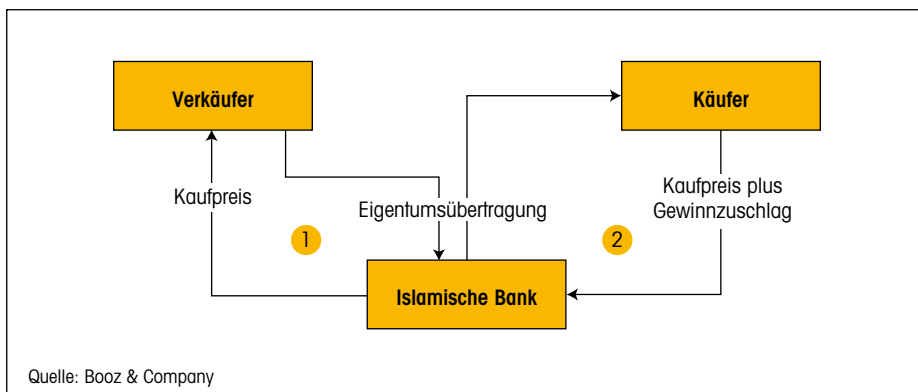 Verkäufer
Käufer
Kaufpreis
Eigentumsübertragung
Kaufpreis plus
Gewinnzuschlag
1
2
Islamische Bank
Quelle: Booz & Company